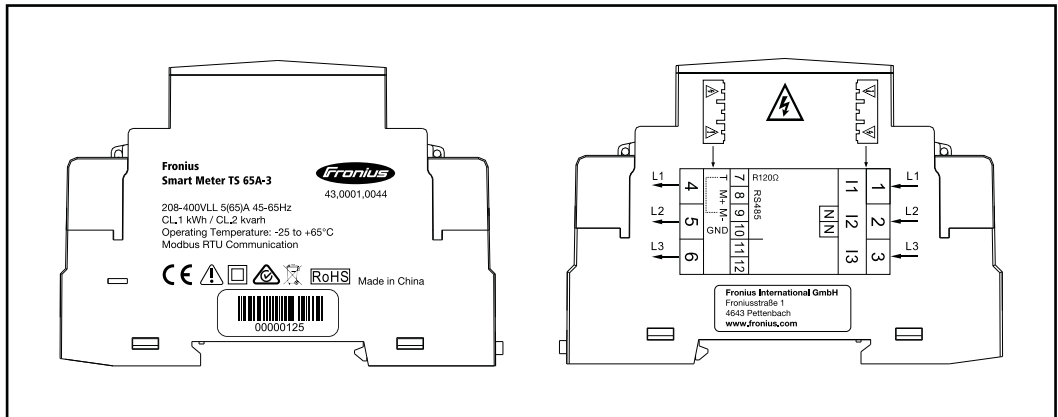 Fronius
Smart Meter TS 65A-3
Fronius
43,0001,0044
208-400VLL 5(65)A 45-65Hz
CL.1 kWh / CL.2 kvarh
Operating Temperature: -25 to +65°C
Modbus RTU Communication
CE
RoHS
Made in China
00000125
L1
L2
L3
4
5
6
T
M+
M-
GND
7
8
9
10
11
12
R120Ω
RS485
N
N
I1
I2
I3
1
2
3
L1
L2
L3
Fronius International GmbH
Froniusstraße 1
4643 Pettenbach
www.fronius.com